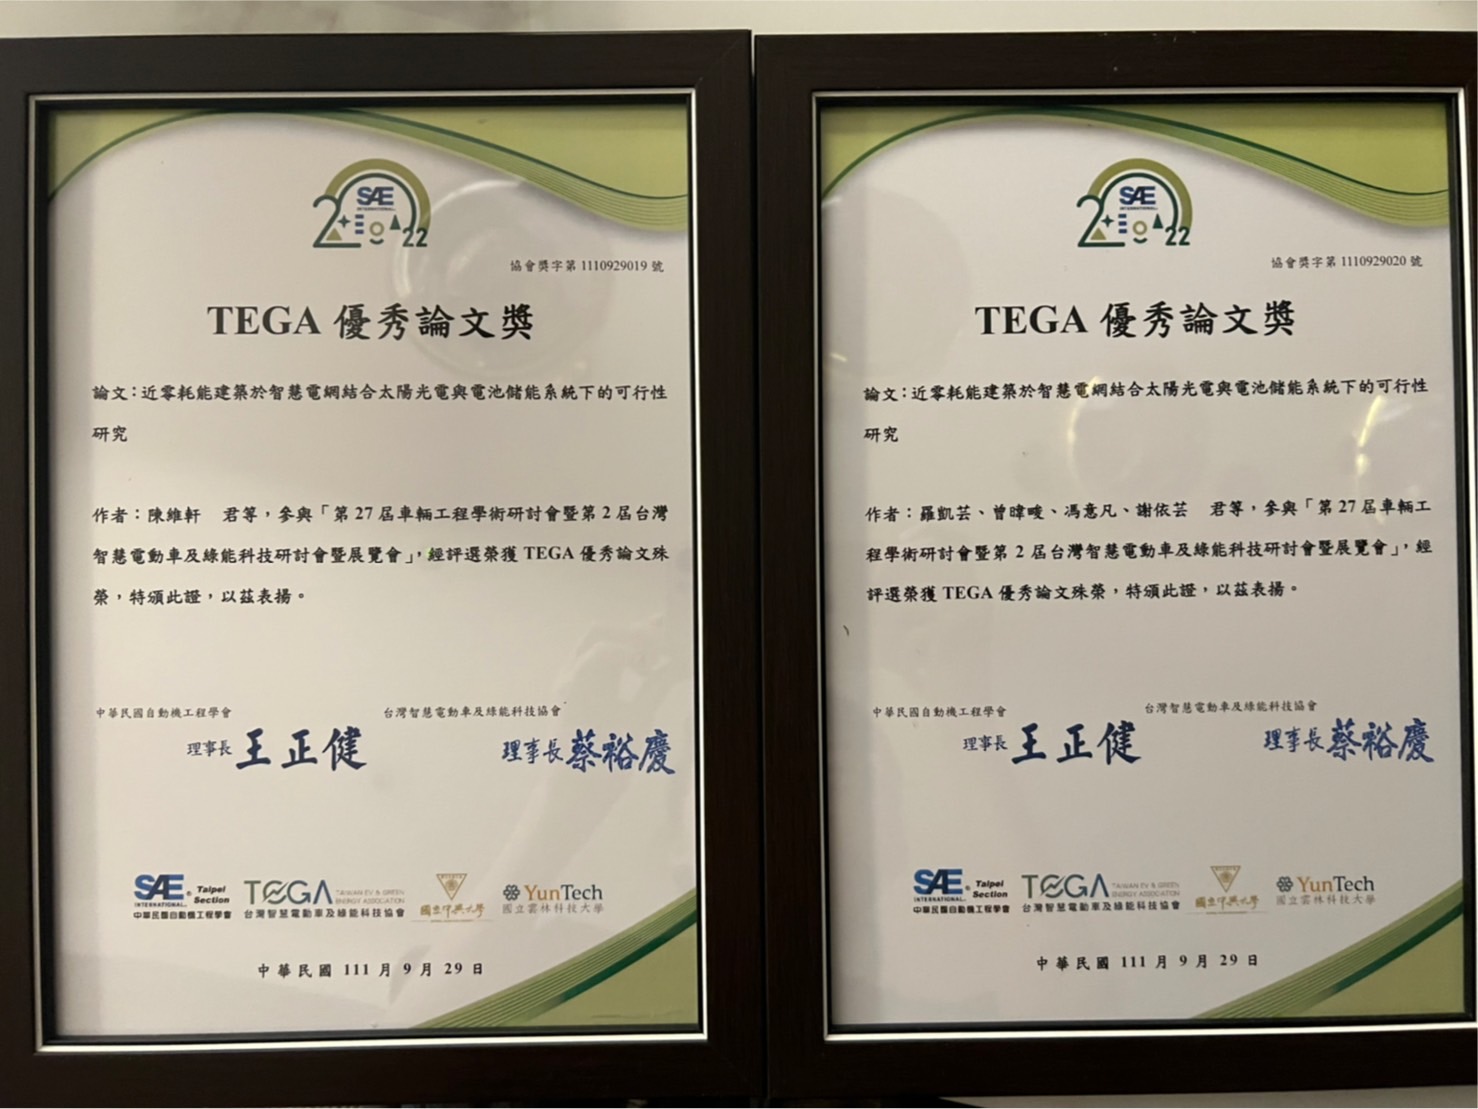 SAE
INTERNATIONAL
2022
協會獎字第 1110929019 號
TEGA 優秀論文獎
論文：近零耗能建築於智慧電網結合太陽光電與電池儲能系統下的可行性
研究
作者：陳維軒　君等，參與「第 27 屆車輛工程學術研討會暨第 2 屆台灣
智慧電動車及綠能科技研討會暨展覽會」，經評選榮獲 TEGA 優秀論文殊
榮，特頒此證，以茲表揚。
中華民國自動機工程學會
理事長 王正健
台灣智慧電動車及綠能科技協會
理事長 蔡裕慶
SAE INTERNATIONAL® Taipei Section
中華民國自動機工程學會
TEGA TAIWAN EV & GREEN ENERGY ASSOCIATION
台灣智慧電動車及綠能科技協會
國立中興大學
YunTech
國立雲林科技大學
中華民國 111 月 9 月 29 日
SAE
INTERNATIONAL
2022
協會獎字第 1110929020 號
TEGA 優秀論文獎
論文：近零耗能建築於智慧電網結合太陽光電與電池儲能系統下的可行性
研究
作者：羅凱芸、曾暐晙、馮意凡、謝依芸　君等，參與「第 27 屆車輛工
程學術研討會暨第 2 屆台灣智慧電動車及綠能科技研討會暨展覽會」，經
評選榮獲 TEGA 優秀論文殊榮，特頒此證，以茲表揚。
中華民國自動機工程學會
理事長 王正健
台灣智慧電動車及綠能科技協會
理事長 蔡裕慶
SAE INTERNATIONAL® Taipei Section
中華民國自動機工程學會
TEGA TAIWAN EV & GREEN ENERGY ASSOCIATION
台灣智慧電動車及綠能科技協會
國立中興大學
YunTech
國立雲林科技大學
中華民國 111 月 9 月 29 日